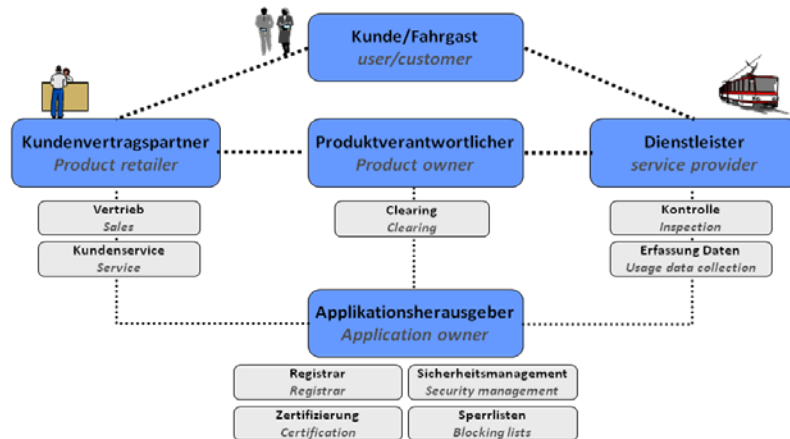 Kunde/Fahrgast
user/customer
Kundenvertragspartner
Product retailer
Produktverantwortlicher
Product owner
Dienstleister
service provider
Vertrieb
Sales
Kundenservice
Service
Clearing
Clearing
Kontrolle
Inspection
Erfassung Daten
Usage data collection
Applikationsherausgeber
Application owner
Registrar
Registrar
Sicherheitsmanagement
Security management
Zertifizierung
Certification
Sperrlisten
Blocking lists